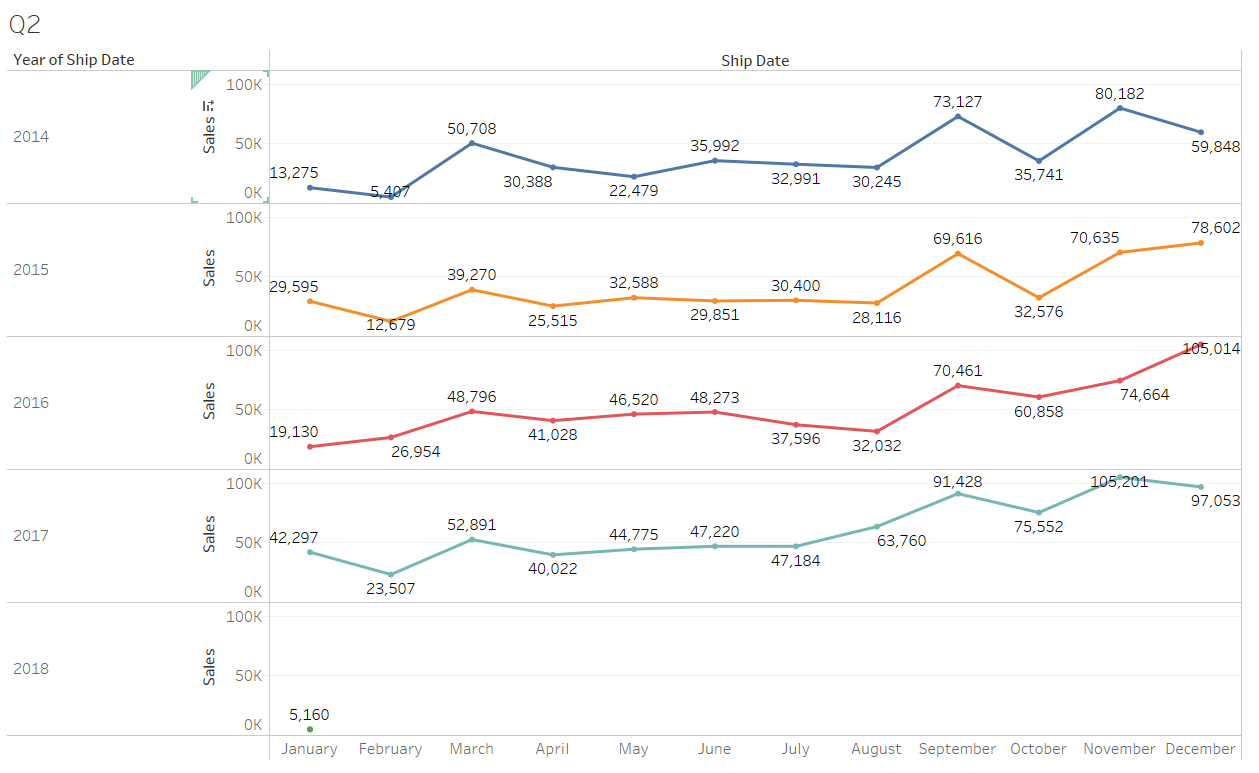 Q2
Year of Ship Date
Ship Date
2014
Sales
100K
50K
0K
13,275
5,407
50,708
30,388
22,479
35,992
32,991
30,245
73,127
35,741
80,182
59,848
2015
Sales
100K
50K
0K
29,595
12,679
39,270
25,515
32,588
29,851
30,400
28,116
69,616
32,576
70,635
78,602
2016
Sales
100K
50K
0K
19,130
26,954
48,796
41,028
46,520
48,273
37,596
32,032
70,461
60,858
74,664
105,014
2017
Sales
100K
50K
0K
42,297
23,507
52,891
40,022
44,775
47,220
47,184
63,760
91,428
75,552
105,201
97,053
2018
Sales
100K
50K
0K
5,160
January February March April May June July August September October November December